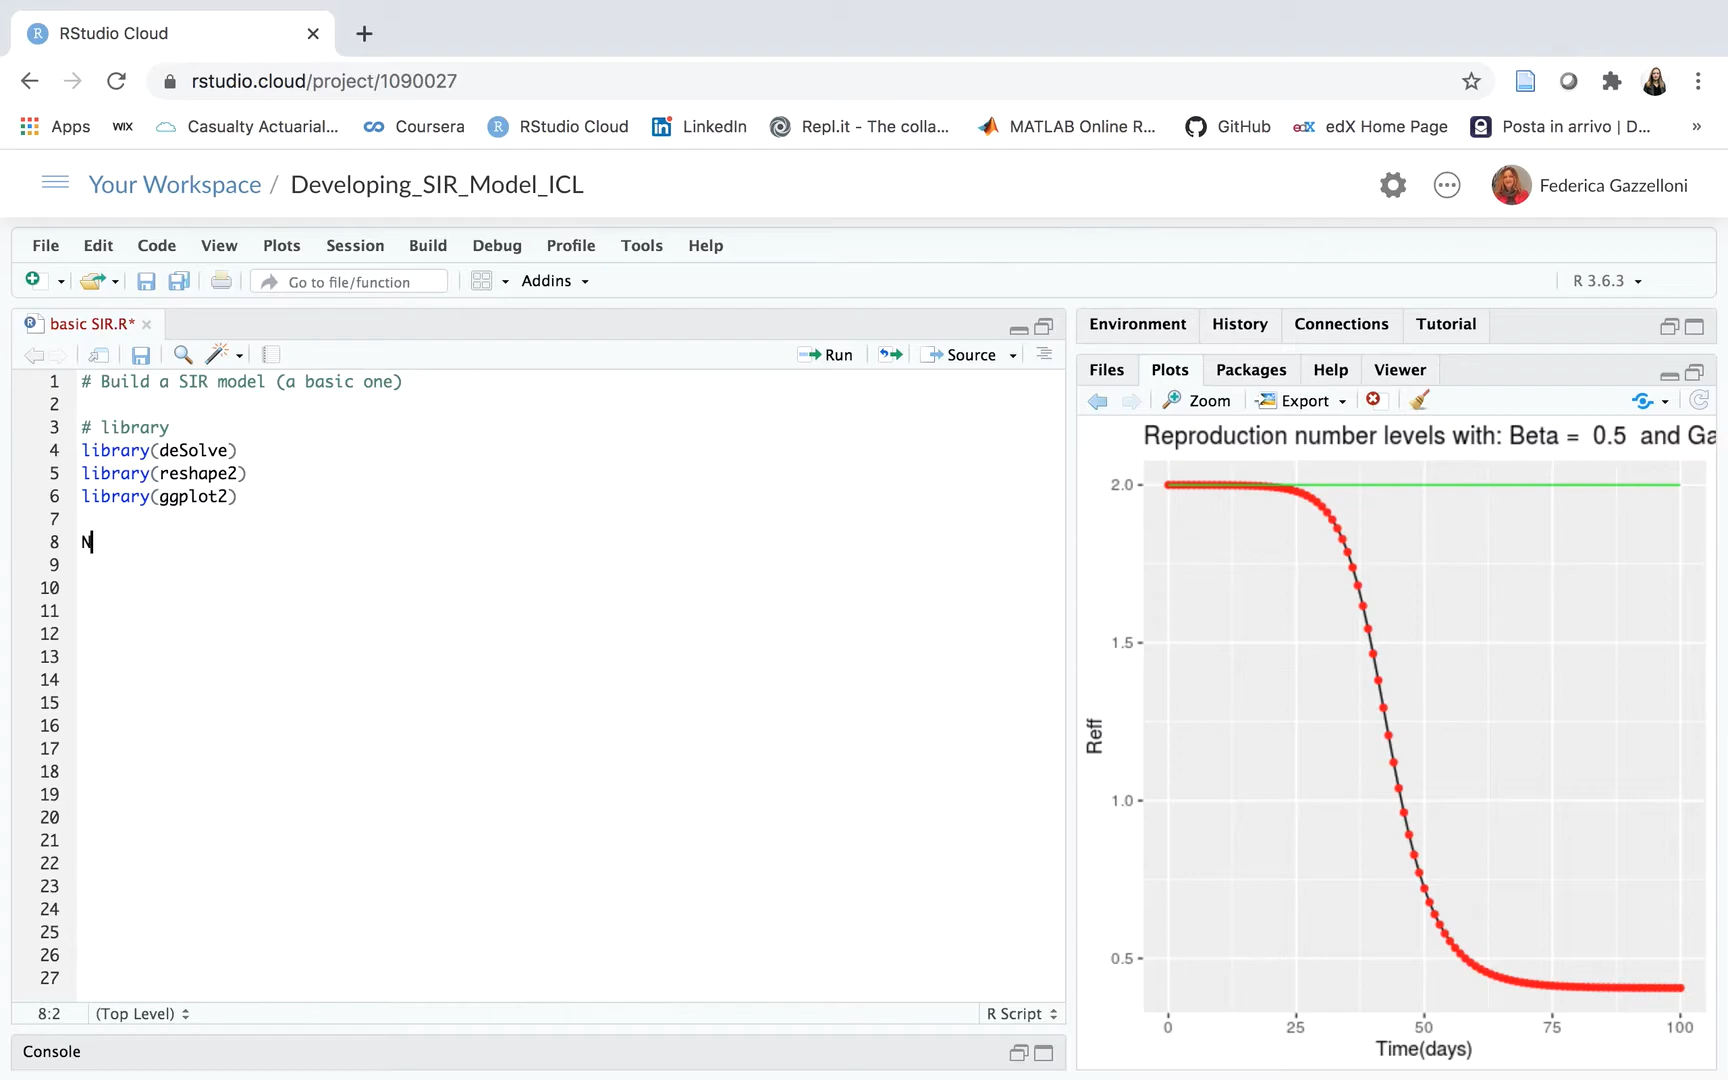 RStudio Cloud
rstudio.cloud/project/1090027
Apps WIX Casualty Actuarial... Coursera RStudio Cloud LinkedIn Repl.it - The colla... MATLAB Online R... GitHub edX edX Home Page Posta in arrivo | D... »
Your Workspace / Developing_SIR_Model_ICL Federica Gazzelloni
File Edit Code View Plots Session Build Debug Profile Tools Help
Go to file/function Addins R 3.6.3
basic SIR.R*
Run Source
1 # Build a SIR model (a basic one)
2
3 # library
4 library(deSolve)
5 library(reshape2)
6 library(ggplot2)
7
8 N
9
10
11
12
13
14
15
16
17
18
19
20
21
22
23
24
25
26
27
8:2 (Top Level) R Script
Console
Environment History Connections Tutorial
Files Plots Packages Help Viewer
Zoom Export
Reproduction number levels with: Beta = 0.5 and Ga
2.0
1.5
1.0
0.5
Reff
0 25 50 75 100
Time(days)